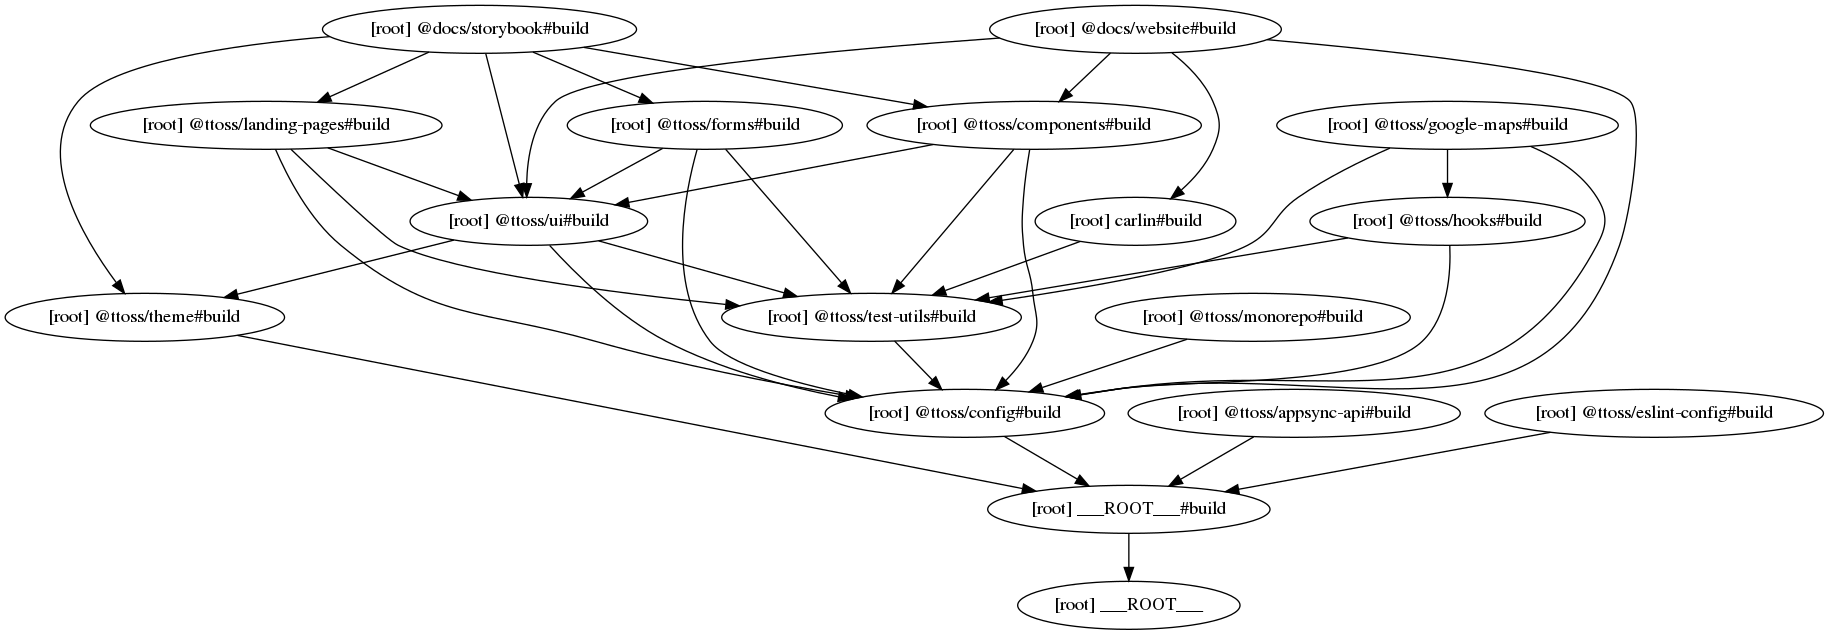 [root] @docs/storybook#build
[root] @docs/website#build
[root] @ttoss/landing-pages#build
[root] @ttoss/forms#build
[root] @ttoss/components#build
[root] @ttoss/google-maps#build
[root] @ttoss/ui#build
[root] carlin#build
[root] @ttoss/hooks#build
[root] @ttoss/theme#build
[root] @ttoss/test-utils#build
[root] @ttoss/monorepo#build
[root] @ttoss/config#build
[root] @ttoss/appsync-api#build
[root] @ttoss/eslint-config#build
[root] ___ROOT___#build
[root] ___ROOT___